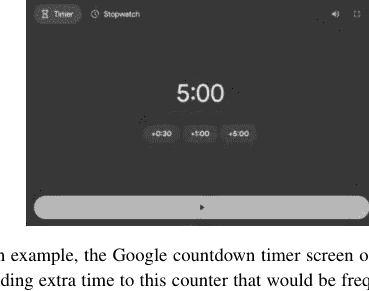 Timer Stopwatch
5:00
+0:30 +1:00 +5:00
n example, the Google countdown timer screen o
ding extra time to this counter that would be freq